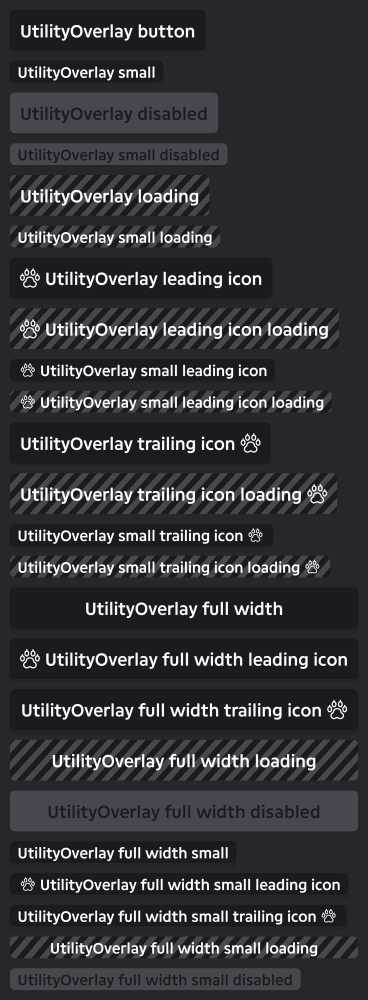 UtilityOverlay button
UtilityOverlay small
UtilityOverlay disabled
UtilityOverlay small disabled
UtilityOverlay loading
UtilityOverlay small loading
UtilityOverlay leading icon
UtilityOverlay leading icon loading
UtilityOverlay small leading icon
UtilityOverlay small leading icon loading
UtilityOverlay trailing icon
UtilityOverlay trailing icon loading
UtilityOverlay small trailing icon
UtilityOverlay small trailing icon loading
UtilityOverlay full width
UtilityOverlay full width leading icon
UtilityOverlay full width trailing icon
UtilityOverlay full width loading
UtilityOverlay full width disabled
UtilityOverlay full width small
UtilityOverlay full width small leading icon
UtilityOverlay full width small trailing icon
UtilityOverlay full width small loading
UtilityOverlay full width small disabled